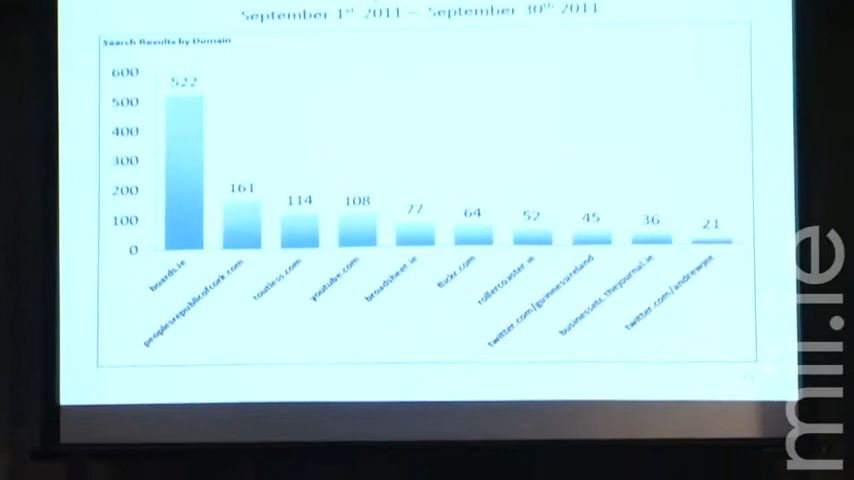 September 1st 2011 – September 30th 2011
Search Results by Domain
600
500
400
300
200
100
0
522
161
114
108
77
64
52
45
36
21
boards.ie
peoplesrepublicofcork.com
toutless.com
youtube.com
broadsheet.ie
flickr.com
rollercoaster.ie
twitter.com/guinnessireland
businessetc.thejournal.ie
mii.ie